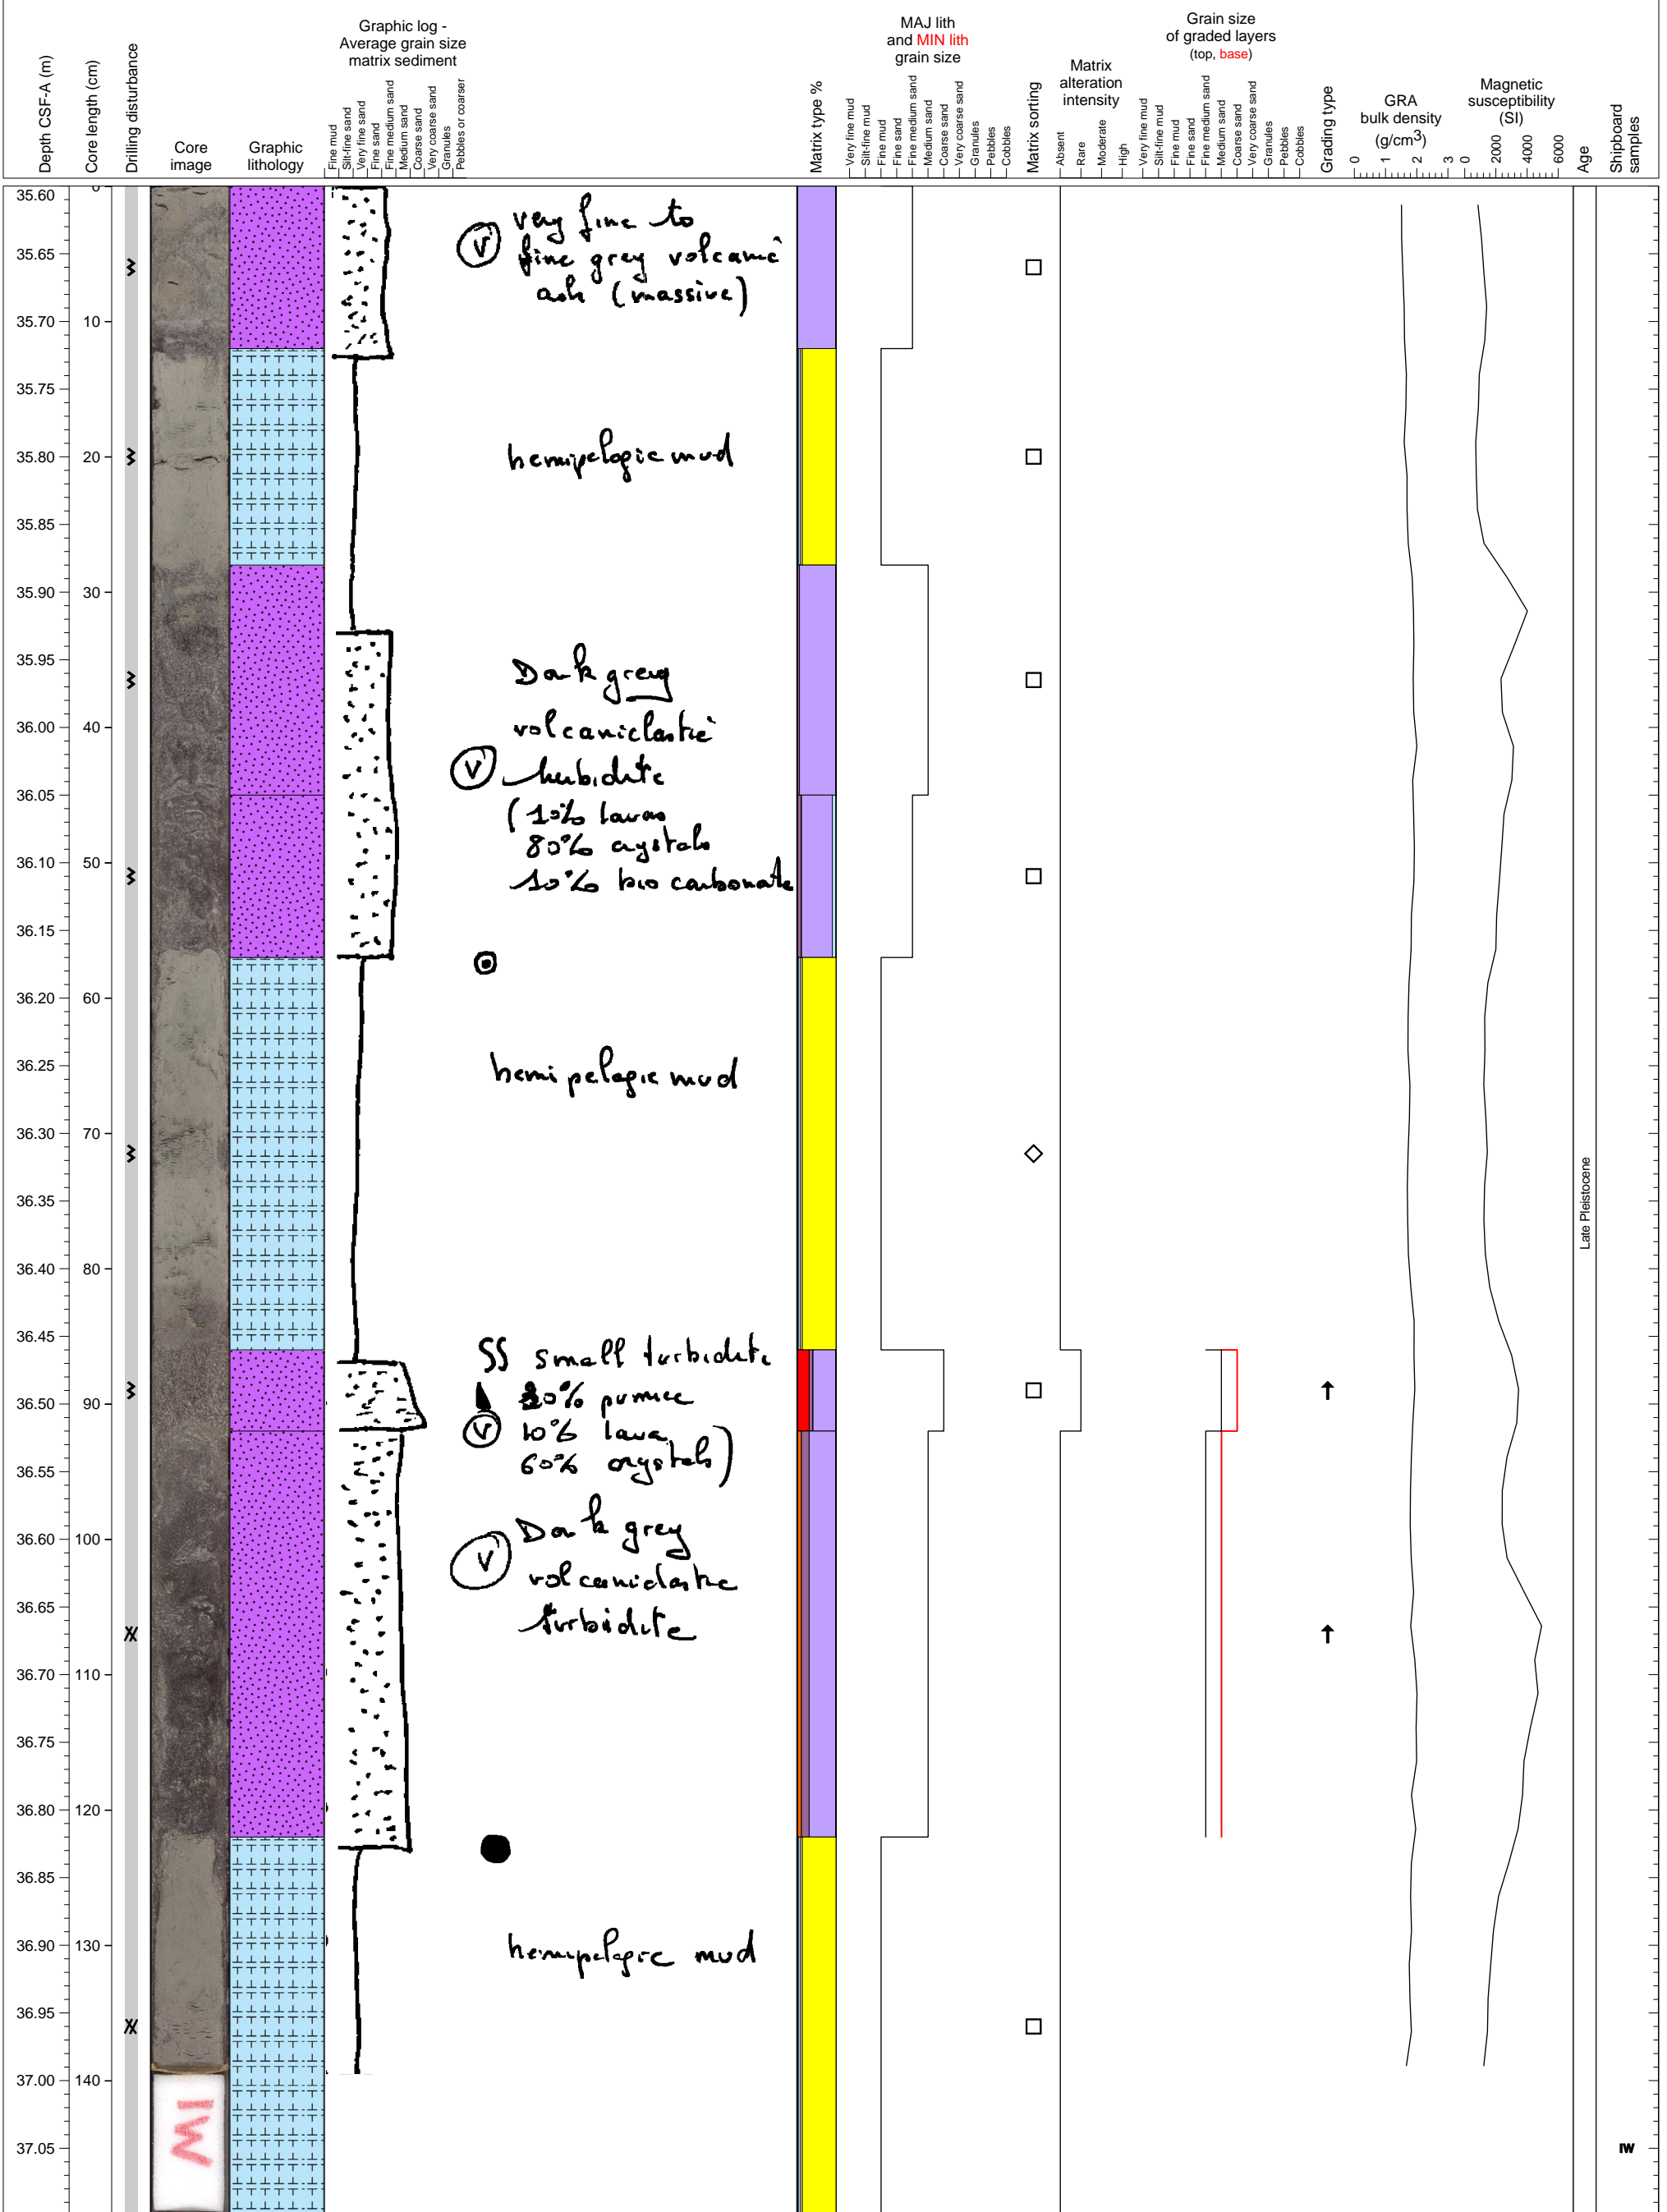 Depth CSF-A (m)
Core length (cm)
Drilling disturbance
Core
image
Graphic
lithology
Graphic log -
Average grain size
matrix sediment
Fine mud
Silt-fine sand
Very fine sand
Fine sand
Fine medium sand
Medium sand
Coarse sand
Very coarse sand
Granules
Pebbles or coarser
Matrix type %
MAJ lith
and MIN lith
grain size
Very fine mud
Silt-fine mud
Fine mud
Fine sand
Fine medium sand
Medium sand
Coarse sand
Very coarse sand
Granules
Pebbles
Cobbles
Matrix sorting
Matrix
alteration
intensity
Absent
Rare
Moderate
High
Grain size
of graded layers
(top, base)
Very fine mud
Silt-fine mud
Fine mud
Fine sand
Fine medium sand
Medium sand
Coarse sand
Very coarse sand
Granules
Pebbles
Cobbles
Grading type
GRA
bulk density
(g/cm3)
0 1 2 3
Magnetic
susceptibility
(SI)
0 2000 4000 6000
Age
Shipboard
samples
35.60 0
35.65
35.70 10
35.75
35.80 20
35.85
35.90 30
35.95
36.00 40
36.05
36.10 50
36.15
36.20 60
36.25
36.30 70
36.35
36.40 80
36.45
36.50 90
36.55
36.60 100
36.65
36.70 110
36.75
36.80 120
36.85
36.90 130
36.95
37.00 140
37.05
V very fine to
fine grey volcanic
ash (massive)
hemipelagic mud
Dark grey
volcaniclastic
V turbidite
(10% lavas
80% crystals
10% bio carbonate
hemipelagic mud
SS small turbidite
20% pumice
V 10% lava
60% crystals)
Dark grey
V volcaniclastic
turbidite
hemipelagic mud
Late Pleistocene
IW
IW